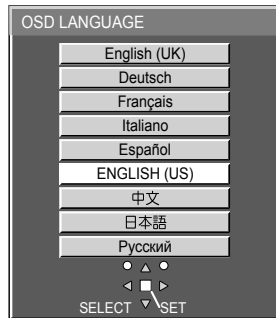 OSD LANGUAGE
English (UK)
Deutsch
Français
Italiano
Español
ENGLISH (US)
中文
日本語
Русский
SELECT SET